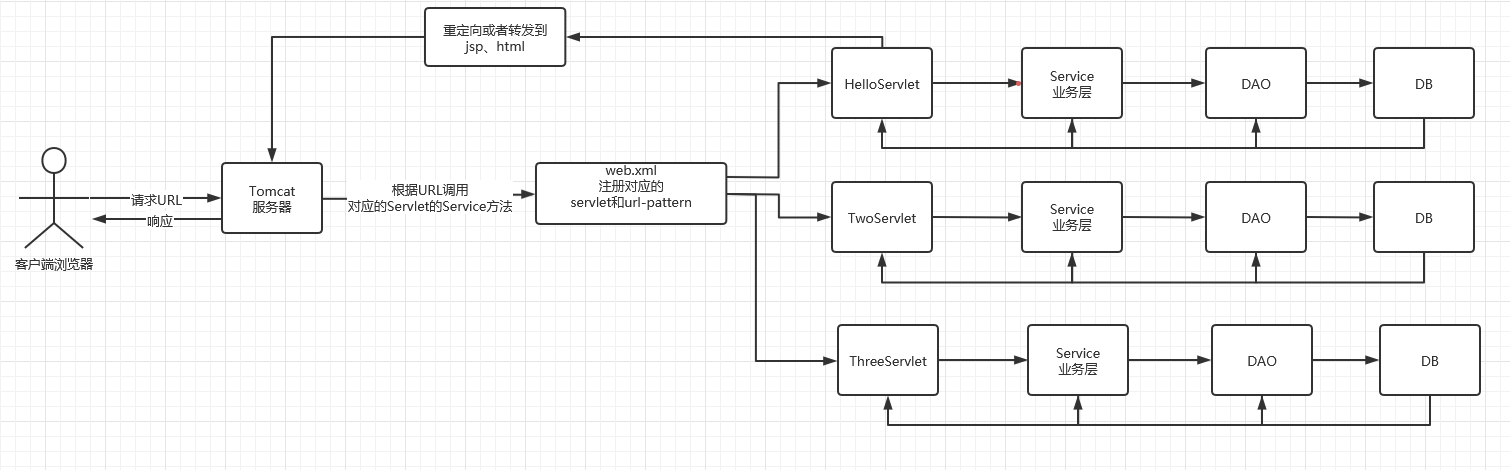 重定向或者转发到
jsp、html
HelloServlet
Service
业务层
DAO
DB
请求URL
响应
客户端浏览器
Tomcat
服务器
根据URL调用
对应的Servlet的Service方法
web.xml
注册对应的
servlet和url-pattern
TwoServlet
Service
业务层
DAO
DB
ThreeServlet
Service
业务层
DAO
DB